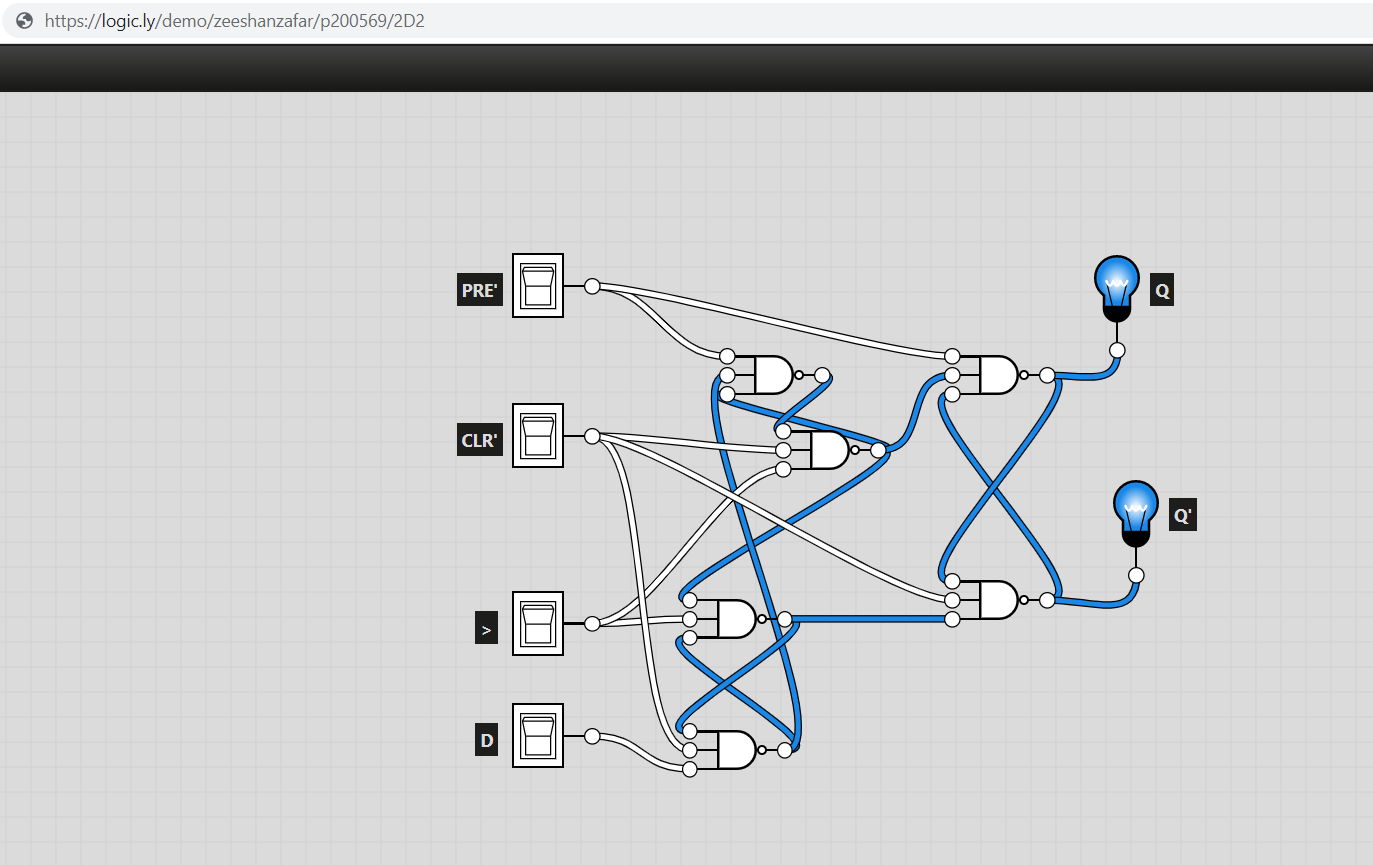 https://logic.ly/demo/zeeshanzafar/p200569/2D2
PRE'
Q
CLR'
Q'
>
D